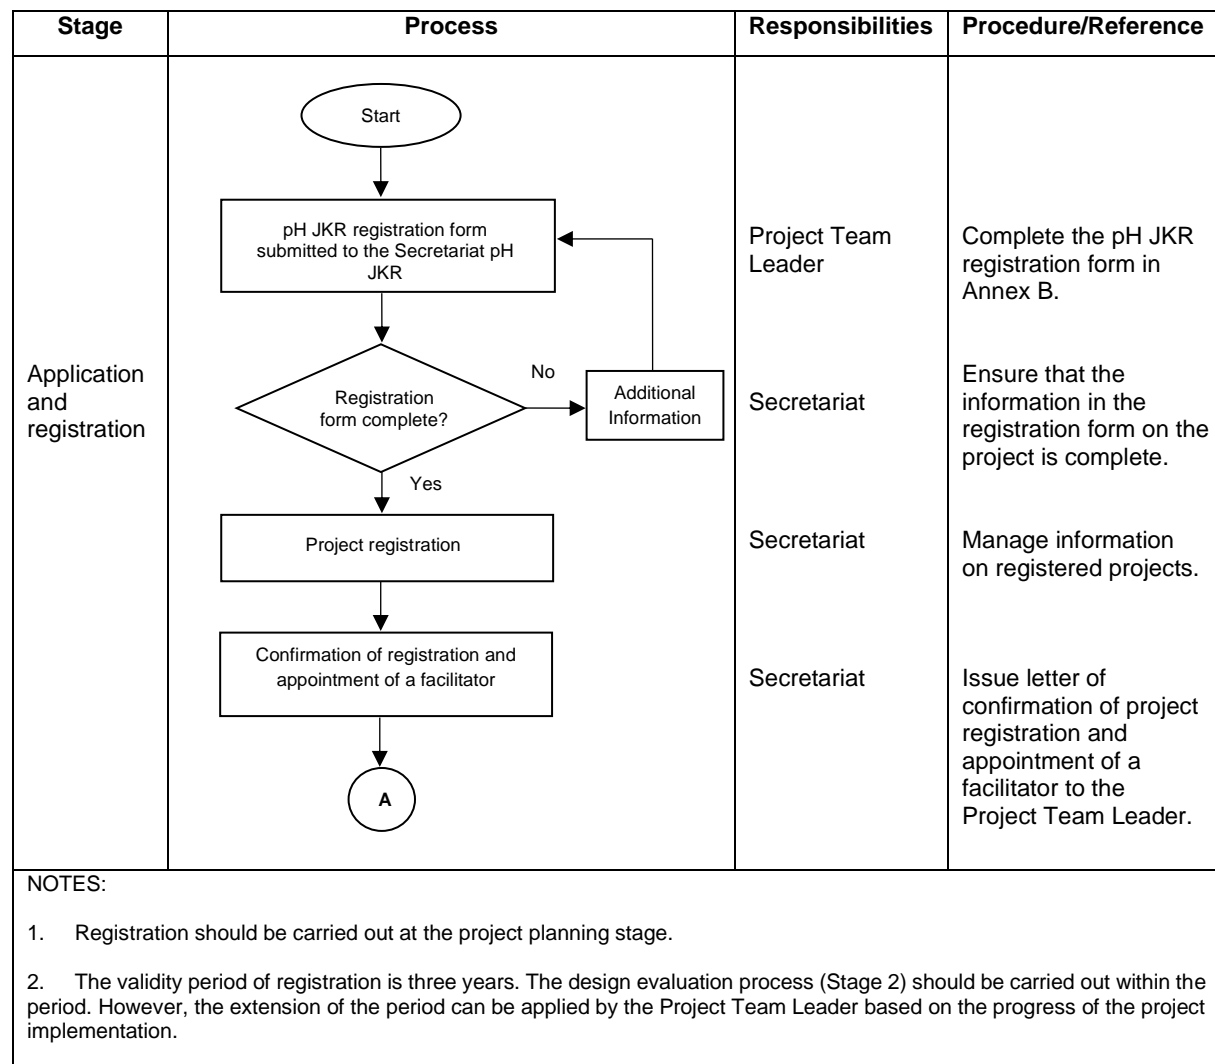 Stage
Process
Responsibilities
Procedure/Reference
Application
and
registration
Start
pH JKR registration form
submitted to the Secretariat pH
JKR
Project Team
Leader
Complete the pH JKR
registration form in
Annex B.
Registration
form complete?
No
Additional
Information
Yes
Secretariat
Ensure that the
information in the
registration form on the
project is complete.
Project registration
Secretariat
Manage information
on registered projects.
Confirmation of registration and
appointment of a facilitator
Secretariat
Issue letter of
confirmation of project
registration and
appointment of a
facilitator to the
Project Team Leader.
A
NOTES:
1. Registration should be carried out at the project planning stage.
2. The validity period of registration is three years. The design evaluation process (Stage 2) should be carried out within the
period. However, the extension of the period can be applied by the Project Team Leader based on the progress of the project
implementation.